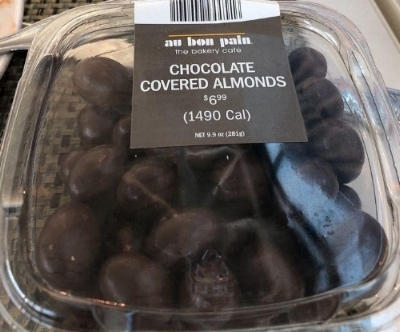 au bon pain.
the bakery cafe
CHOCOLATE
COVERED ALMONDS
$6.99
(1490 Cal)
NET 9.9 oz (281g)